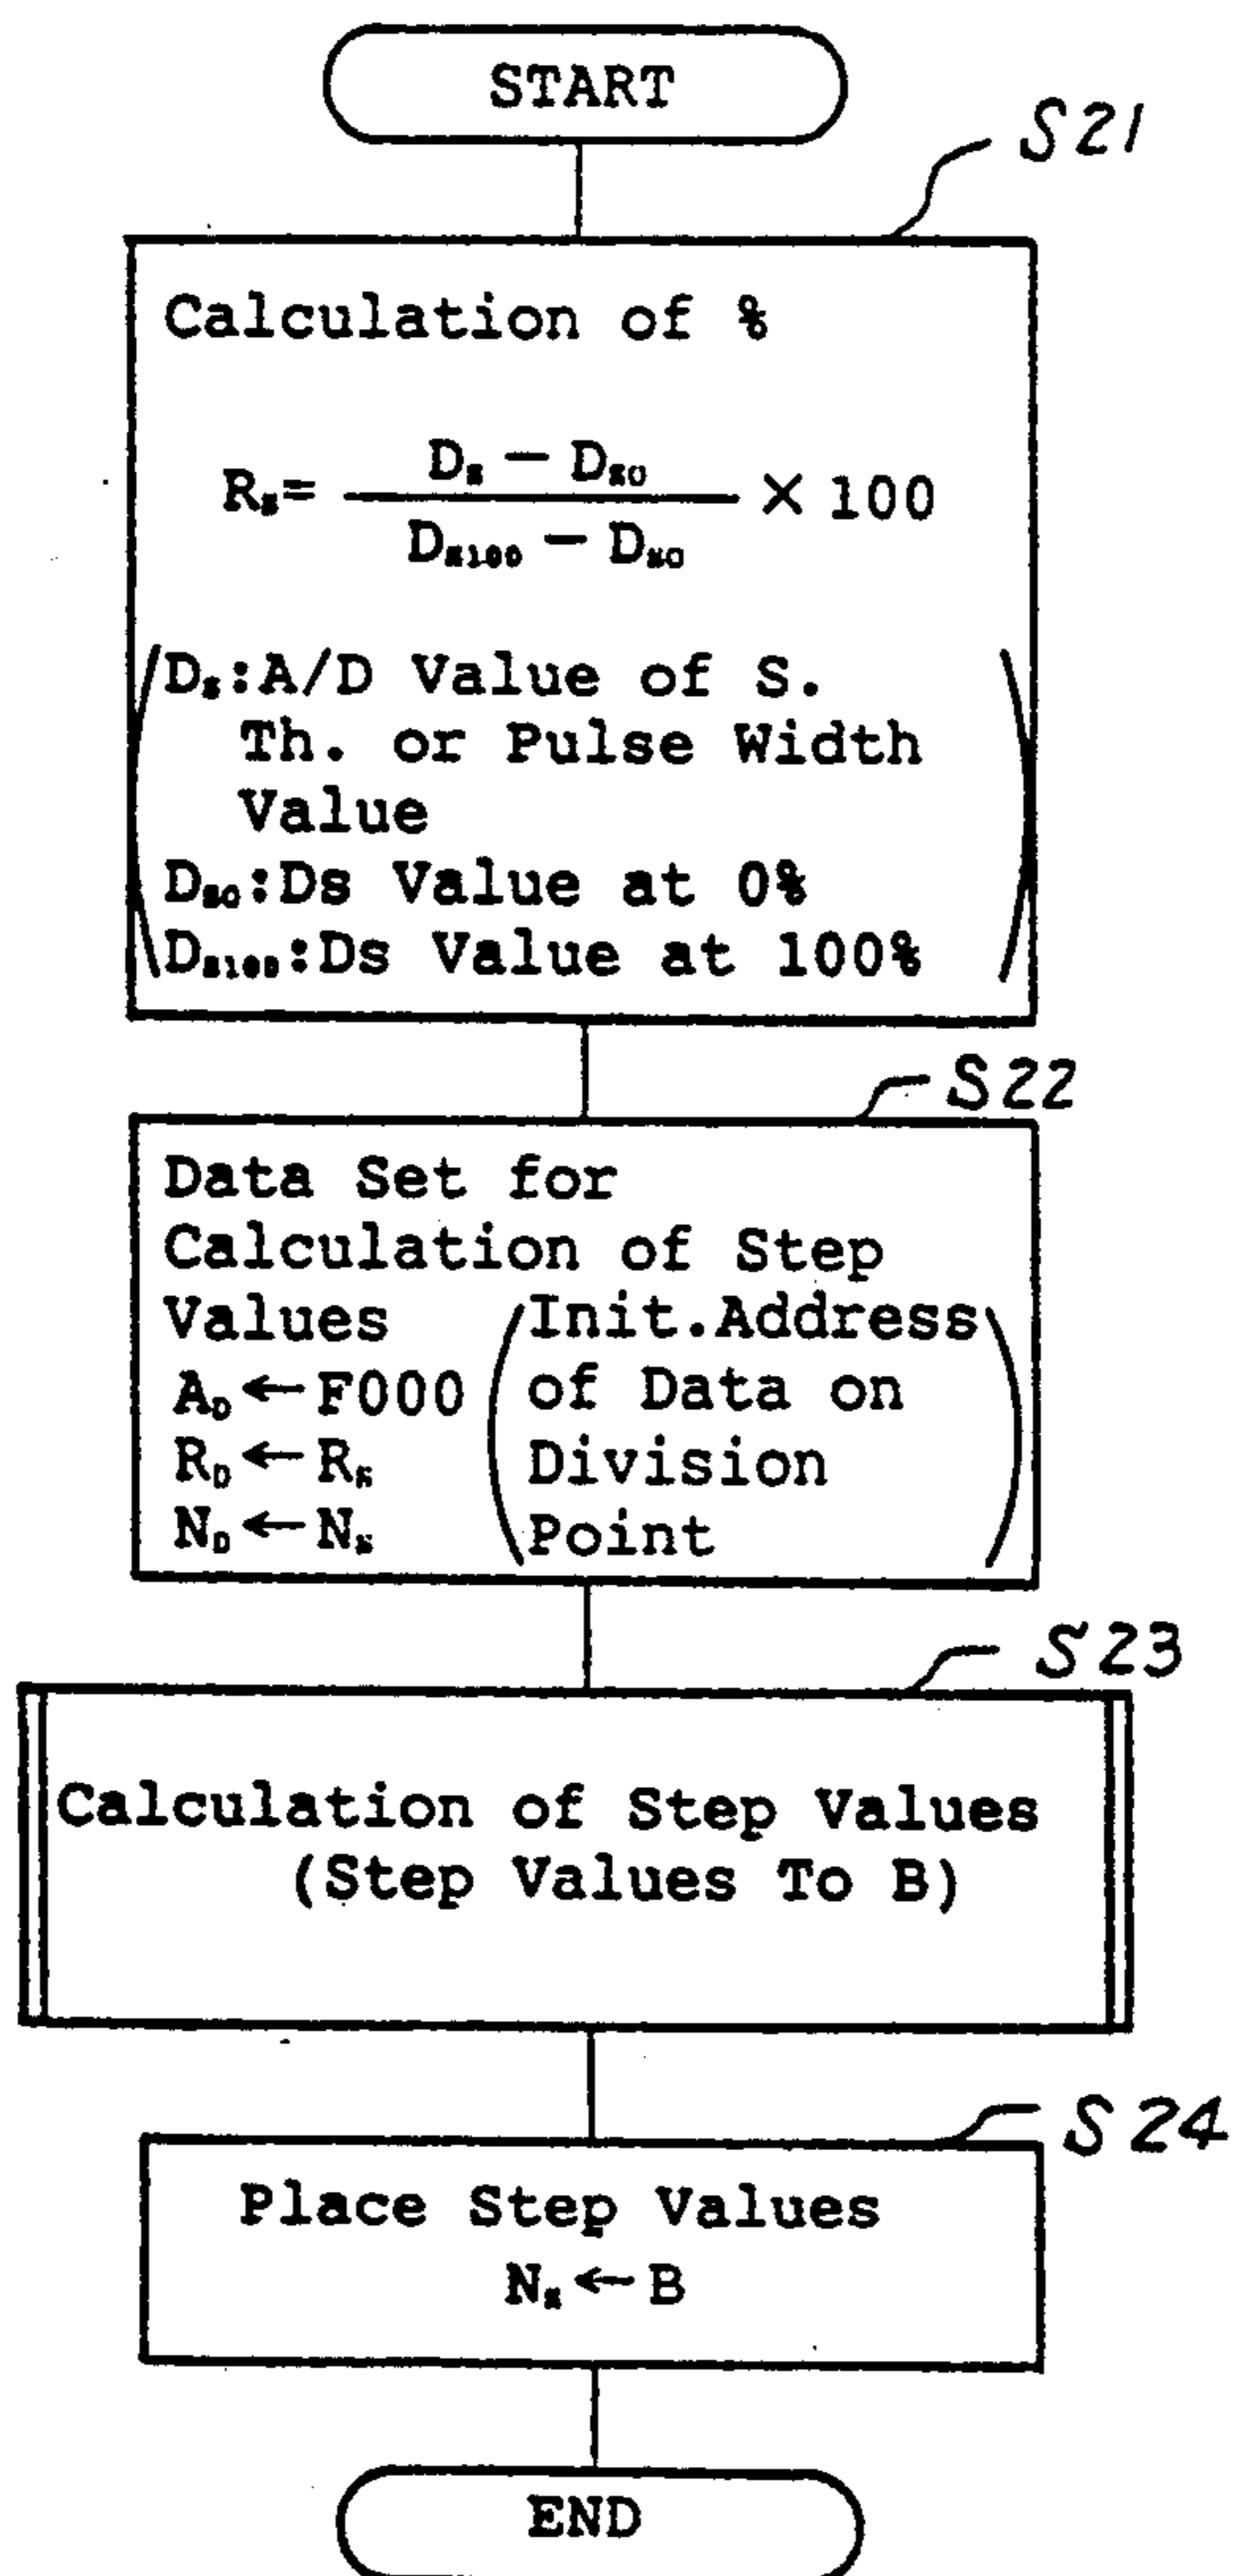 START
S21
Calculation of %
Rs= Ds − Ds0
Ds100 − Ds0
× 100
Ds:A/D Value of S.
Th. or Pulse Width
Value
Ds0:Ds Value at 0%
Ds100:Ds Value at 100%
S22
Data Set for
Calculation of Step
Values
AD ← F000
RD ← Rs
ND ← Ns
(Init.Address
of Data on
Division
Point)
S23
Calculation of Step Values
(Step Values To B)
S24
Place Step Values
Ns ← B
END